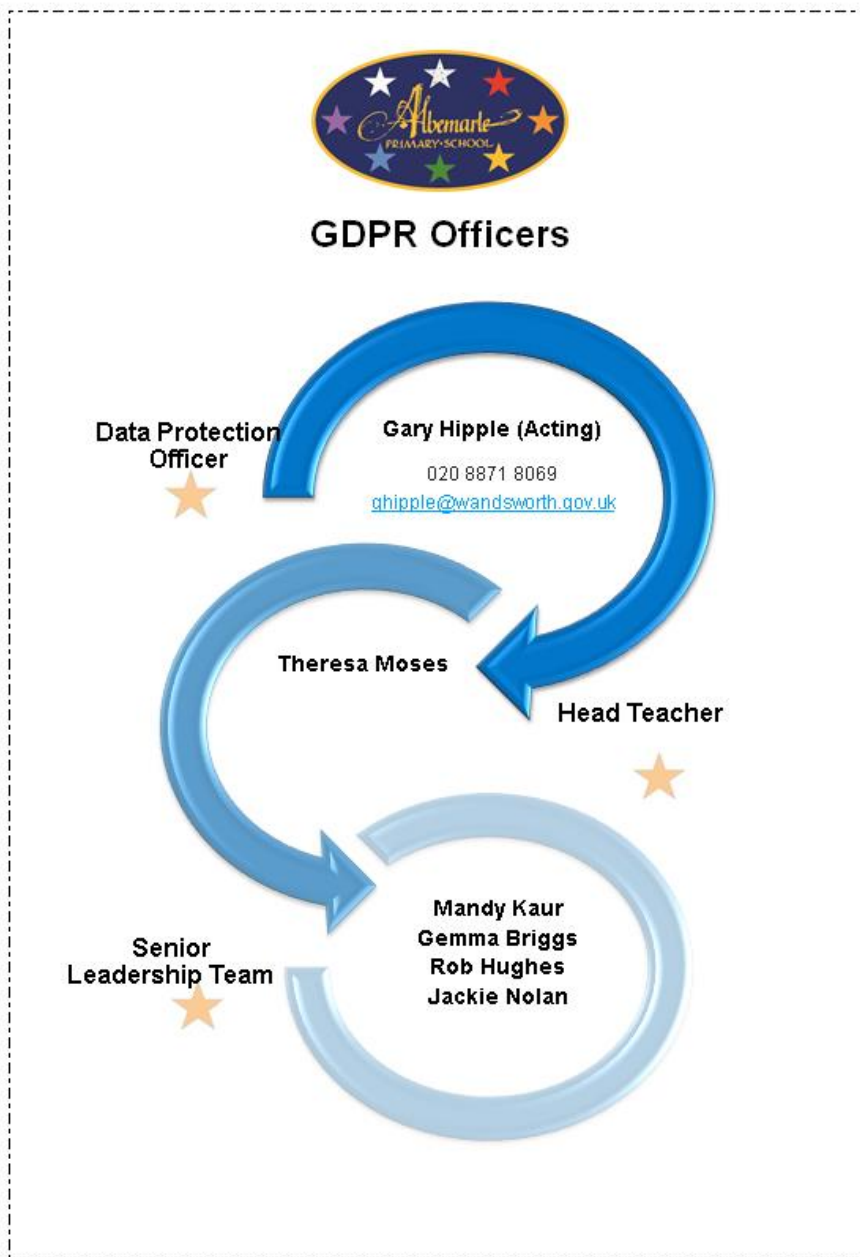 Albemarle
PRIMARY·SCHOOL
GDPR Officers
Data Protection
Officer
Gary Hipple (Acting)
020 8871 8069
ghipple@wandsworth.gov.uk
Theresa Moses
Head Teacher
Senior
Leadership Team
Mandy Kaur
Gemma Briggs
Rob Hughes
Jackie Nolan